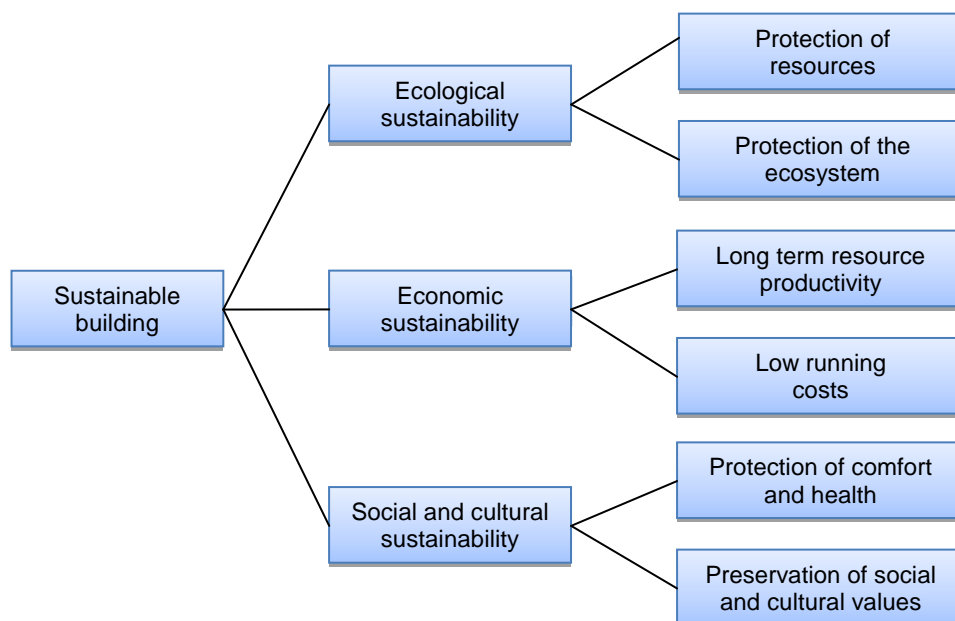 Sustainable
building
Ecological
sustainability
Protection of
resources
Protection of the
ecosystem
Economic
sustainability
Long term resource
productivity
Low running
costs
Social and cultural
sustainability
Protection of comfort
and health
Preservation of social
and cultural values